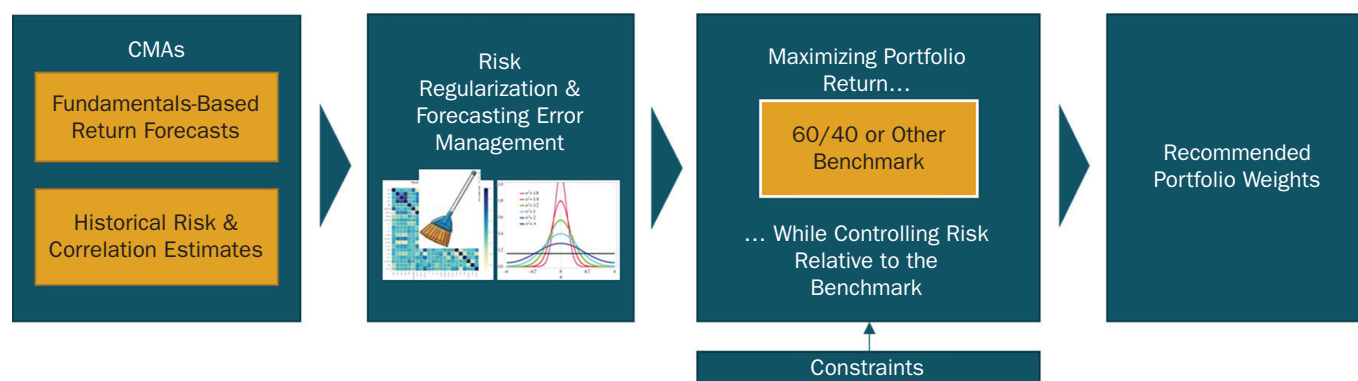 CMAs
Fundamentals-Based
Return Forecasts
Historical Risk &
Correlation Estimates
Risk
Regularization &
Forecasting Error
Management
Maximizing Portfolio
Return…
60/40 or Other
Benchmark
… While Controlling Risk
Relative to the
Benchmark
Constraints
Recommended
Portfolio Weights